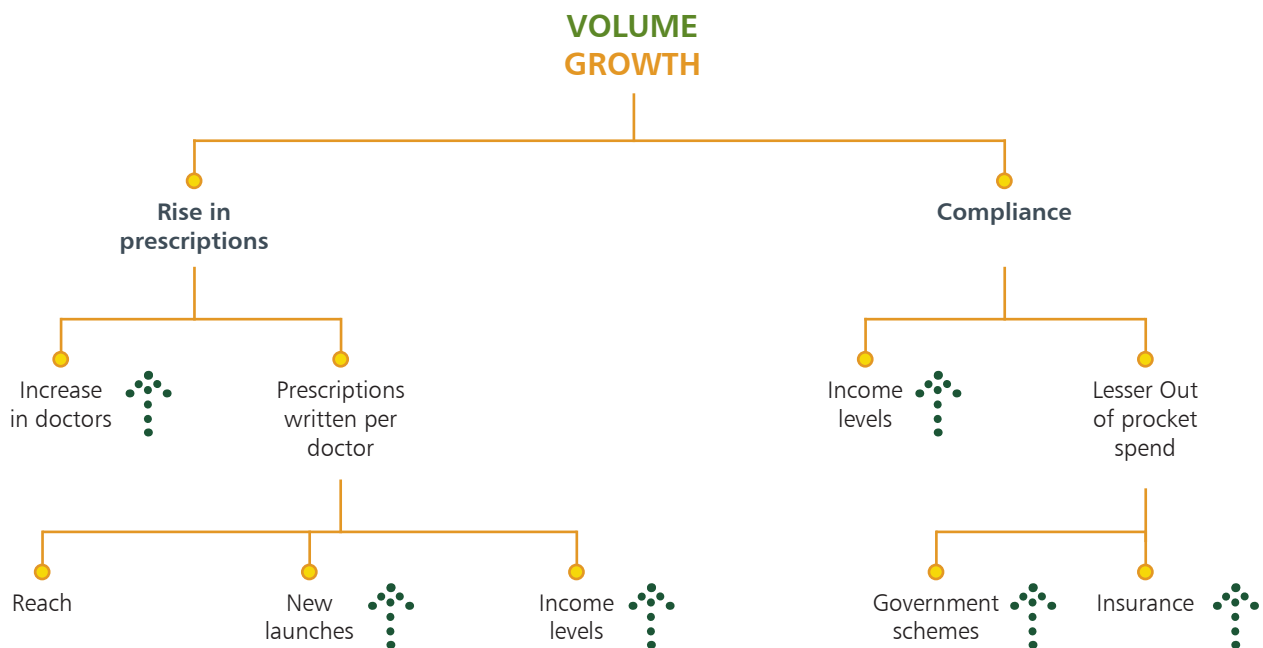 VOLUME
GROWTH
Rise in
prescriptions
Compliance
Increase
in doctors
Prescriptions
written per
doctor
Income
levels
Lesser Out
of procket
spend
Reach
New
launches
Income
levels
Government
schemes
Insurance